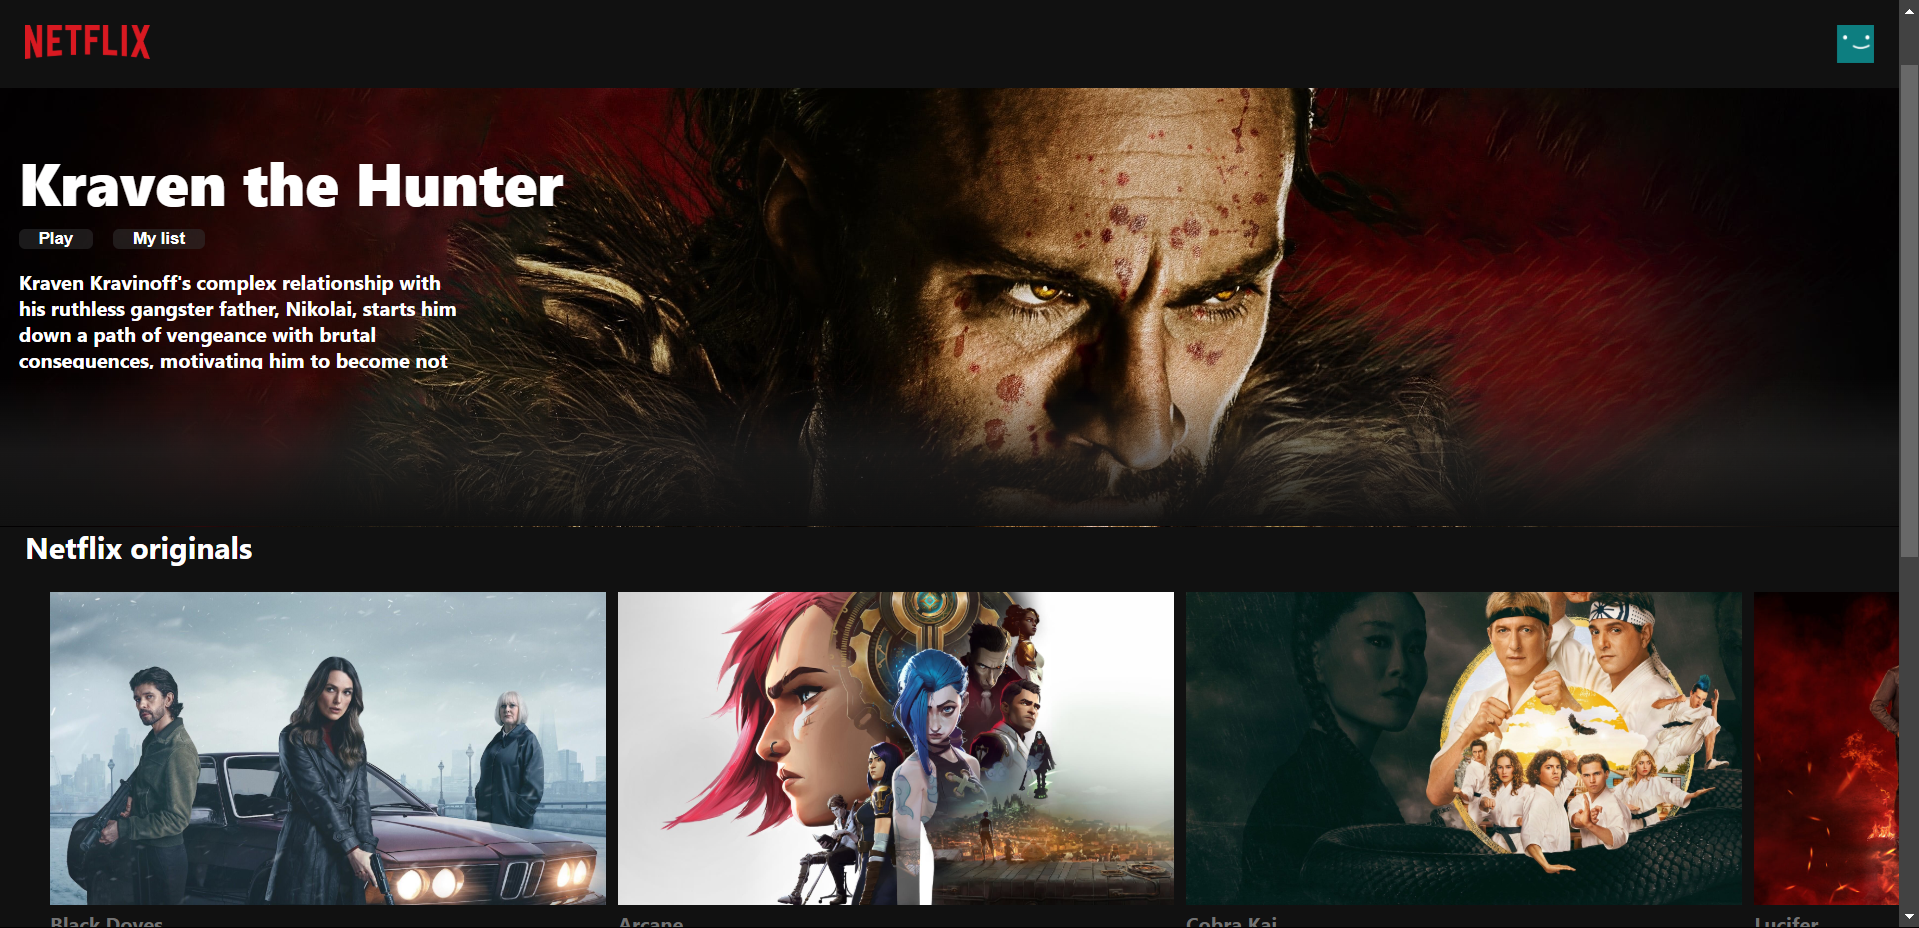 NETFLIX
Kraven the Hunter
Play
My list
Kraven Kravinoff's complex relationship with
his ruthless gangster father, Nikolai, starts him
down a path of vengeance with brutal
consequences, motivating him to become not
Netflix originals
Black Doves
Arcane
Cobra Kai
Lucifer